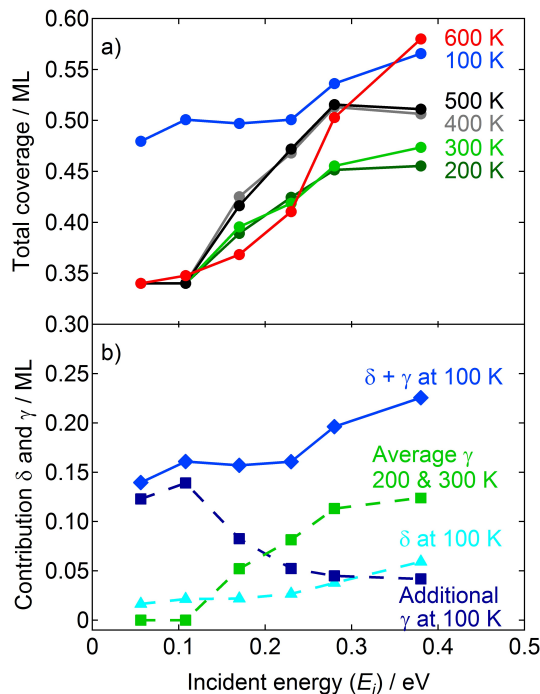 a)
600 K
100 K
500 K
400 K
300 K
200 K
0.60
0.55
0.50
0.45
0.40
0.35
0.30
Total coverage / ML
b)
δ + γ at 100 K
Average γ
200 & 300 K
δ at 100 K
Additional
γ at 100 K
0.25
0.20
0.15
0.10
0.05
0
Contribution δ and γ / ML
0 0.1 0.2 0.3 0.4 0.5
Incident energy (Ei) / eV